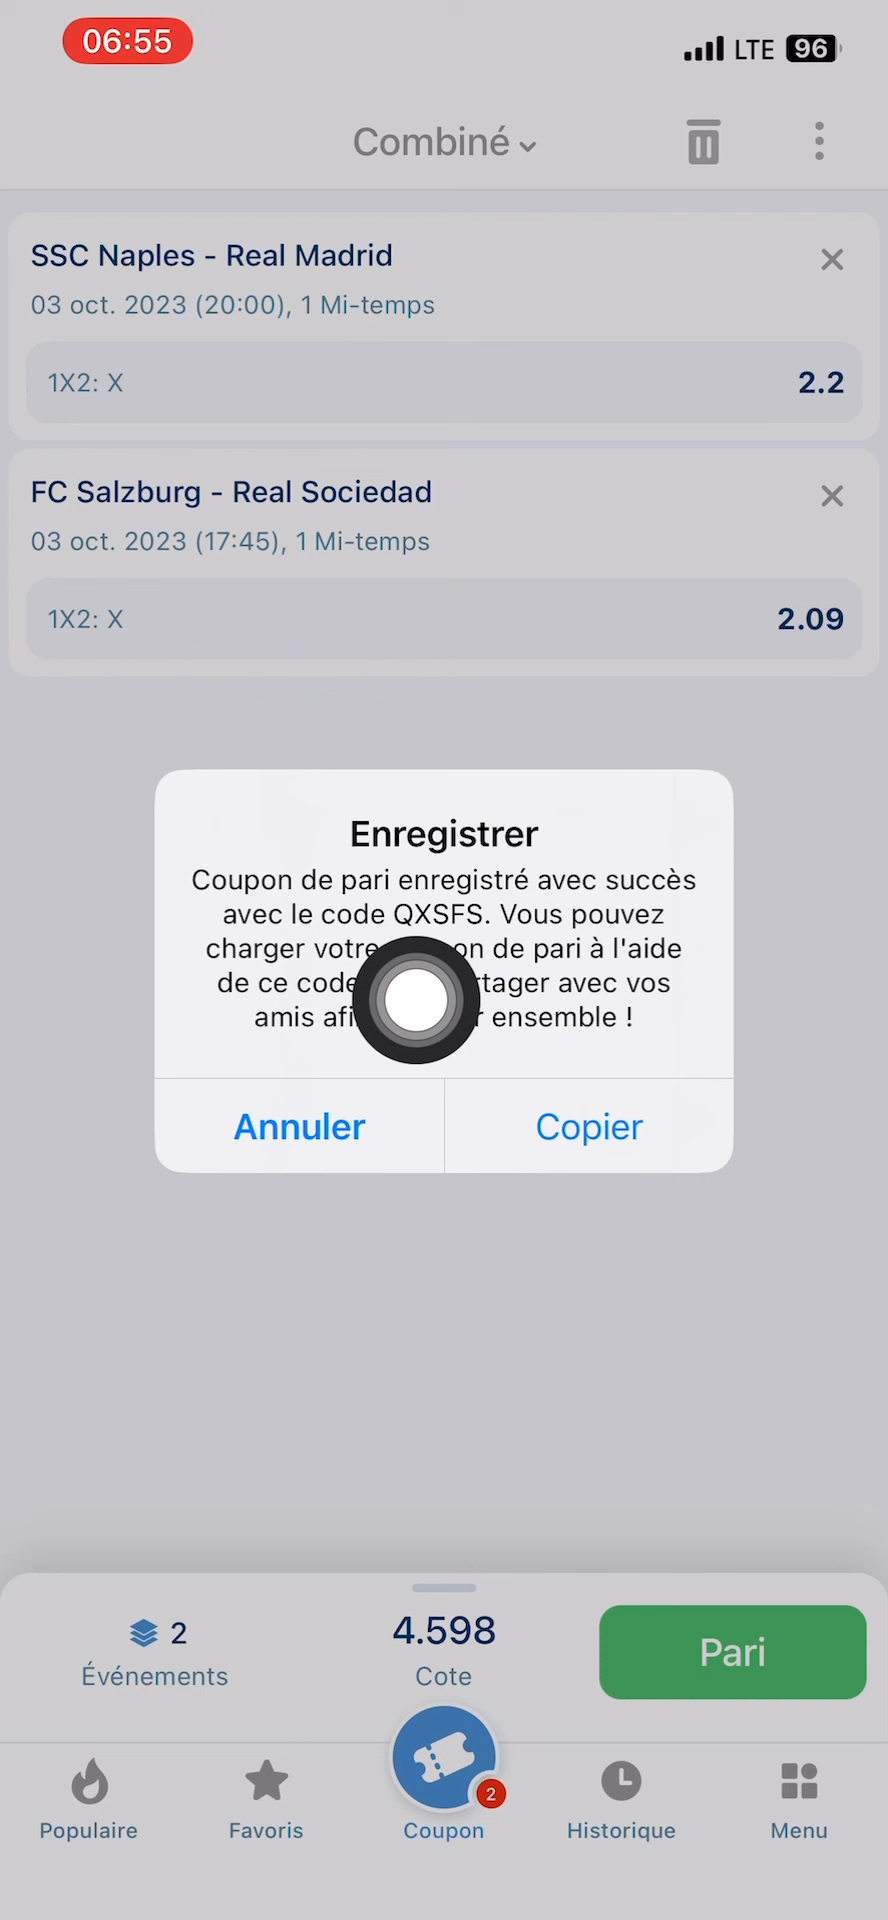 06:55
LTE 96
Combiné
SSC Naples - Real Madrid
03 oct. 2023 (20:00), 1 Mi-temps
1X2: X 2.2
FC Salzburg - Real Sociedad
03 oct. 2023 (17:45), 1 Mi-temps
1X2: X 2.09
Enregistrer
Coupon de pari enregistré avec succès
avec le code QXSFS. Vous pouvez
charger votre on de pari à l'aide
de ce code tager avec vos
amis ensemble !
Annuler Copier
2 4.598 Pari
Événements Cote
2
Populaire Favoris Coupon Historique Menu